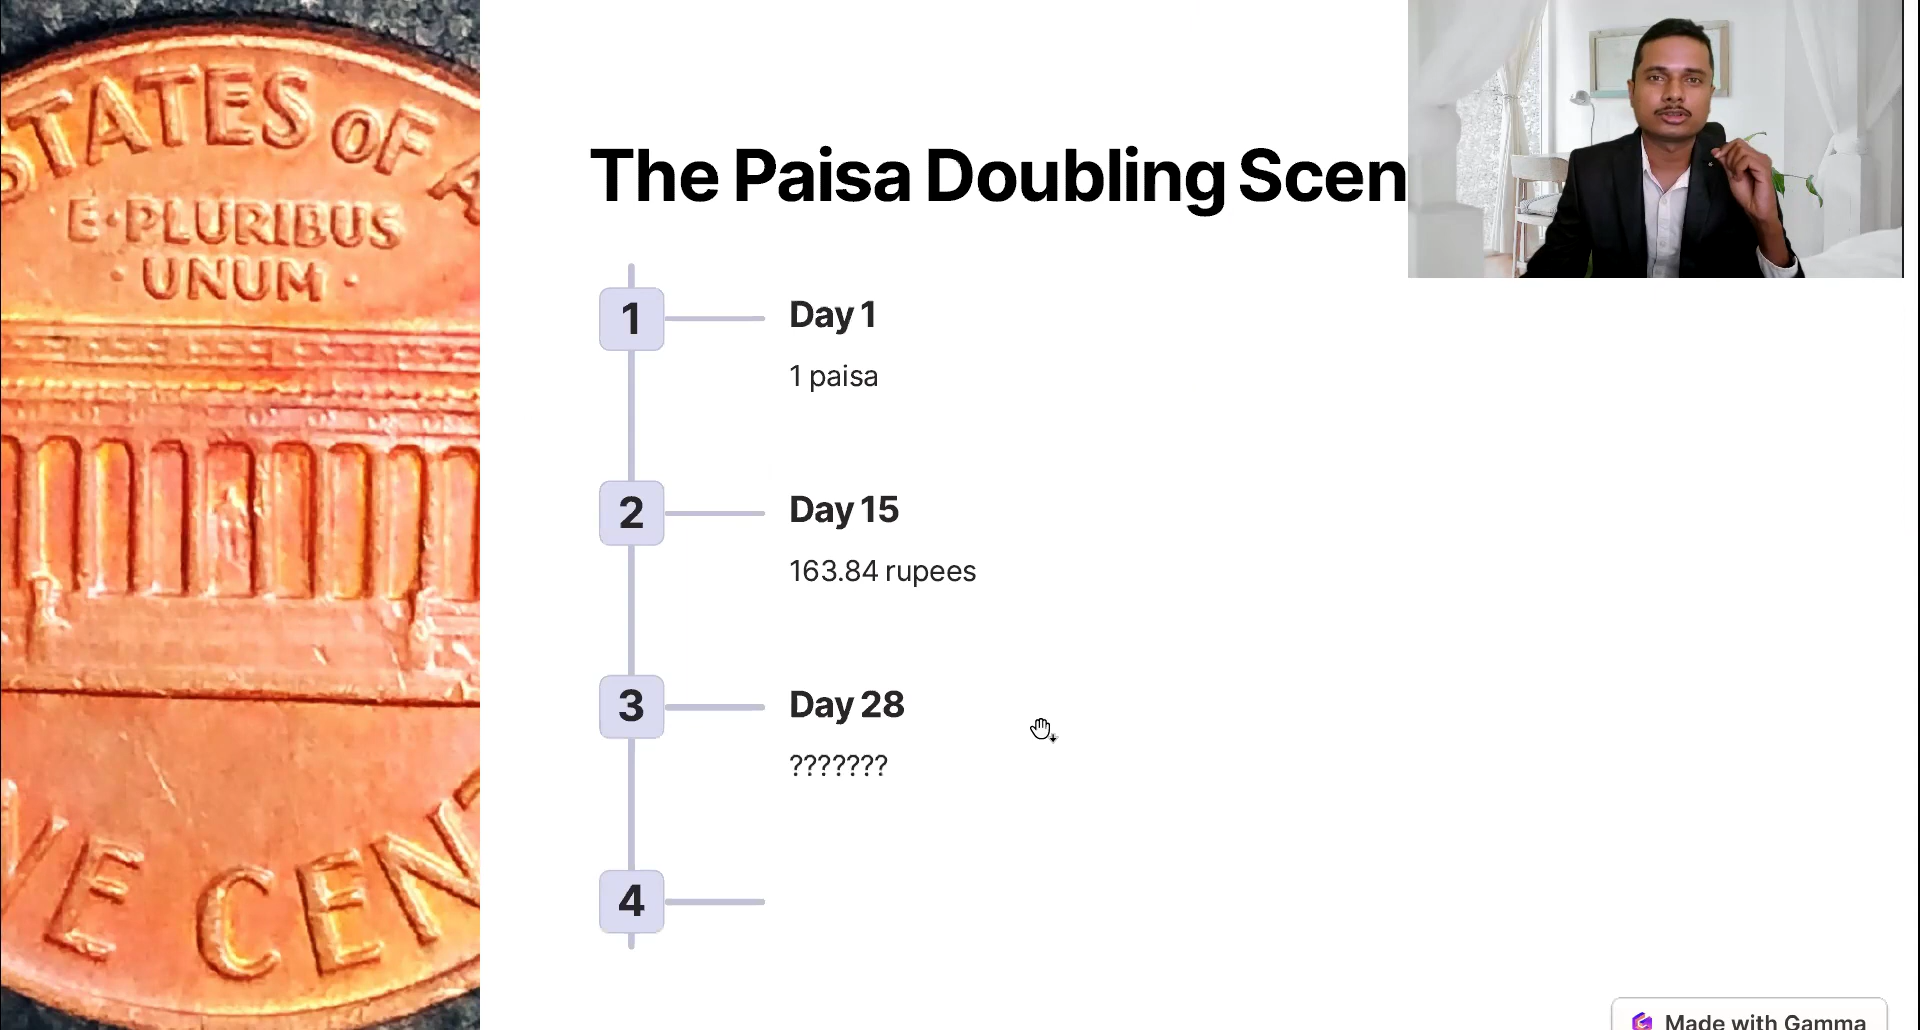 STATES OF A
E·PLURIBUS
·UNUM·
E CEN
The Paisa Doubling Scen
1
Day 1
1 paisa
2
Day 15
163.84 rupees
3
Day 28
???????
4
Made with Gamma